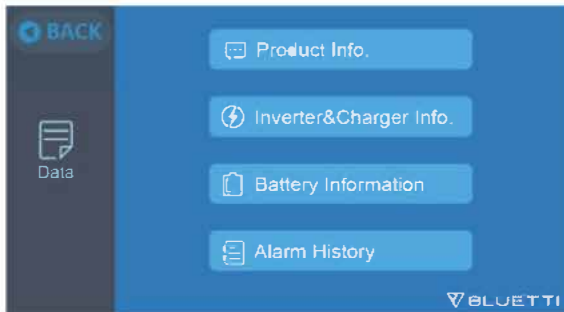 BACK
Data
Product Info.
Inverter&Charger Info.
Battery Information
Alarm History
BLUETTI